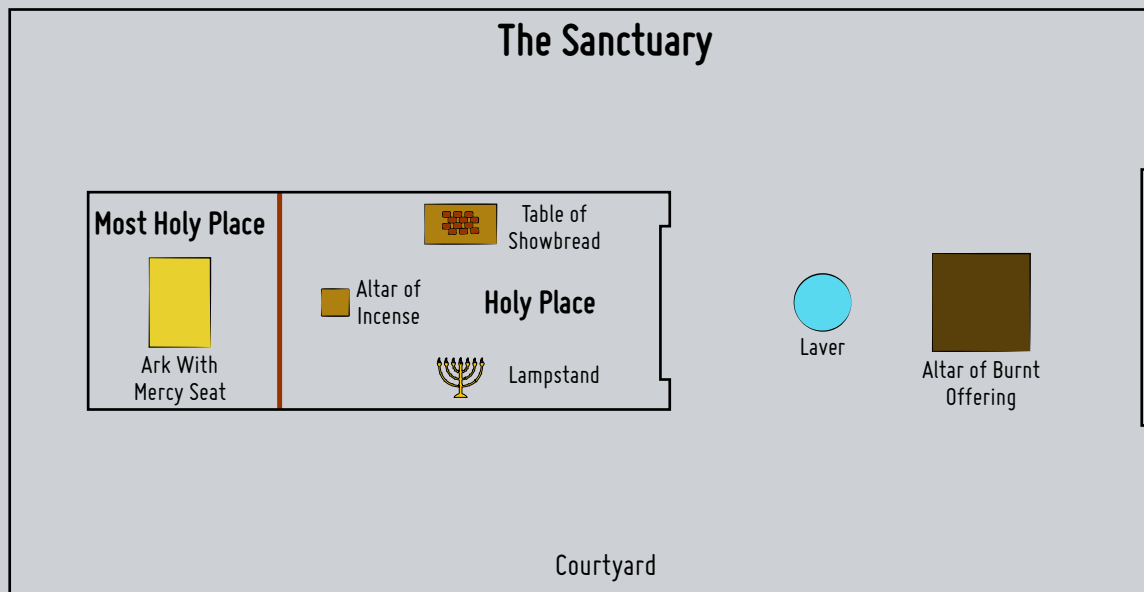 The Sanctuary
Most Holy Place
Ark With
Mercy Seat
Table of
Showbread
Altar of
Incense
Holy Place
Lampstand
Laver
Altar of Burnt
Offering
Courtyard